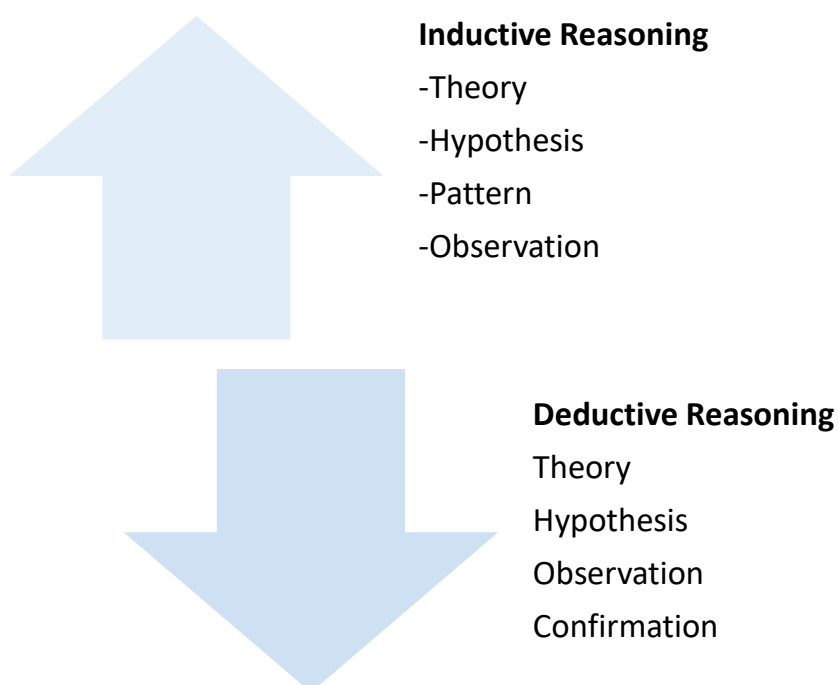 Inductive Reasoning
-Theory
-Hypothesis
-Pattern
-Observation
Deductive Reasoning
Theory
Hypothesis
Observation
Confirmation